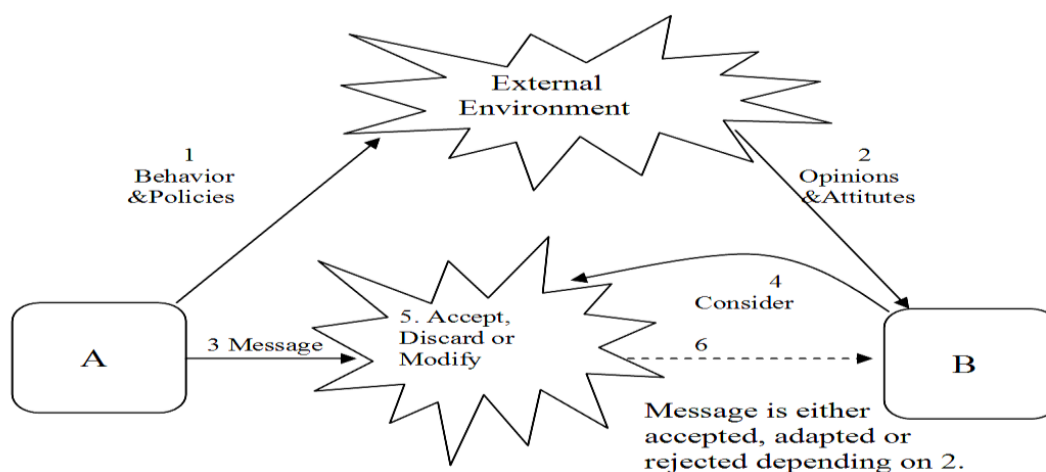 External
Environment
1
Behavior
&Policies
2
Opinions
&Attitutes
A
3 Message
5. Accept,
Discard or
Modify
4
Consider
6
B
Message is either
accepted, adapted or
rejected depending on 2.